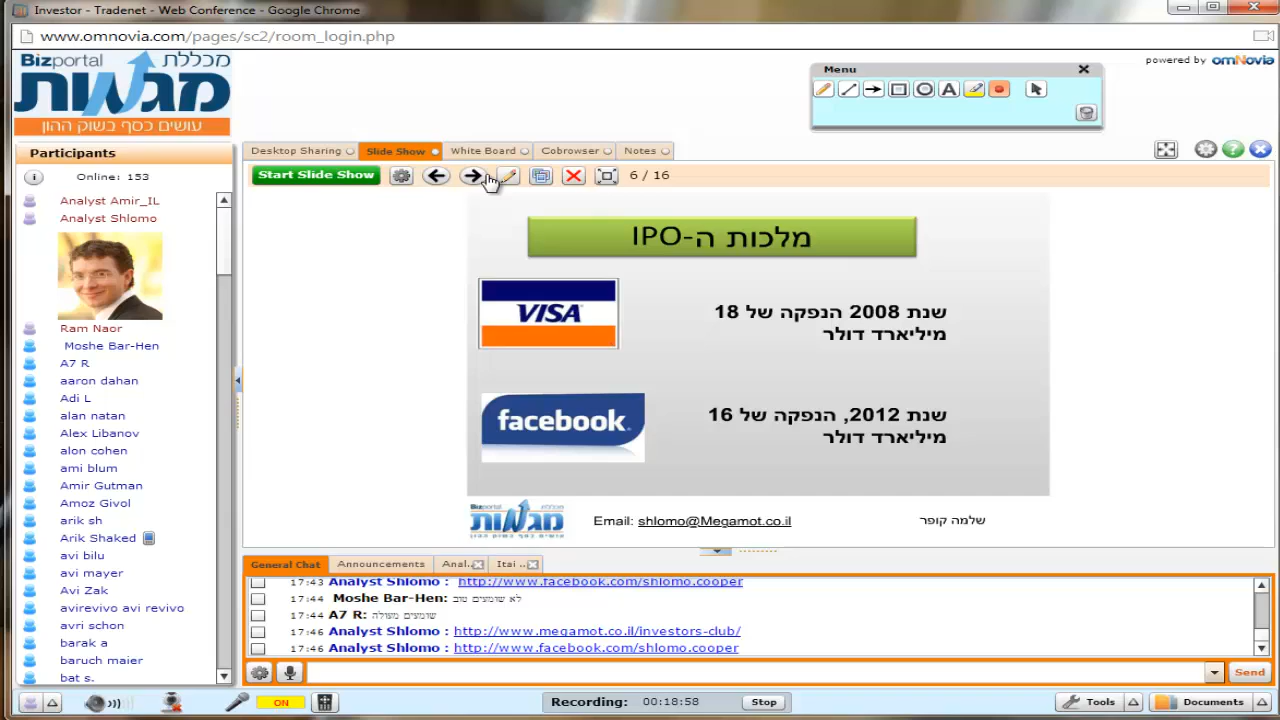 Investor - Tradenet - Web Conference - Google Chrome
www.omnovia.com/pages/sc2/room_login.php
Bizportal מכללת
מגמות
עושים כסף בשוק ההון
Menu
powered by omNovia
A
Participants
Desktop Sharing
Slide Show
White Board
Cobrowser
Notes
Online: 153
Start Slide Show
6 / 16
Analyst Amir_IL
Analyst Shlomo
Ram Naor
Moshe Bar-Hen
A7 R
aaron dahan
Adi L
alan natan
Alex Libanov
alon cohen
ami blum
Amir Gutman
Amoz Givol
arik sh
Arik Shaked
avi bilu
avi mayer
Avi Zak
avirevivo avi revivo
avri schon
barak a
baruch maier
bat s.
מלכות ה-IPO
VISA
שנת 2008 הנפקה של 18
מיליארד דולר
facebook.
שנת 2012, הנפקה של 16
מיליארד דולר
Bizportal
מגמות
Email: shlomo@Megamot.co.il
שלמה קופר
General Chat
Announcements
Anal..
Itai ..
17:43 Analyst Shlomo : http://www.facebook.com/shlomo.cooper
17:44 Moshe Bar-Hen: לא שומעים טוב
17:44 A7 R: שומעים מעולה
17:46 Analyst Shlomo : http://www.megamot.co.il/investors-club/
17:46 Analyst Shlomo : http://www.facebook.com/shlomo.cooper
Send
ON
Recording: 00:18:58
Stop
Tools
Documents